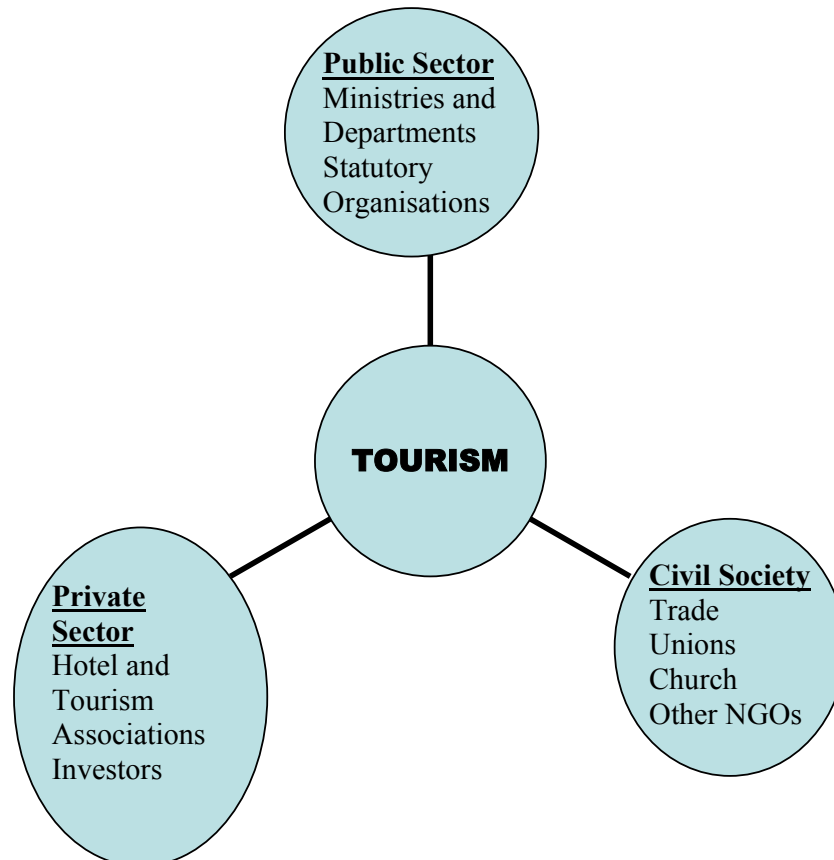 Public Sector
Ministries and
Departments
Statutory
Organisations
TOURISM
Private
Sector
Hotel and
Tourism
Associations
Investors
Civil Society
Trade
Unions
Church
Other NGOs